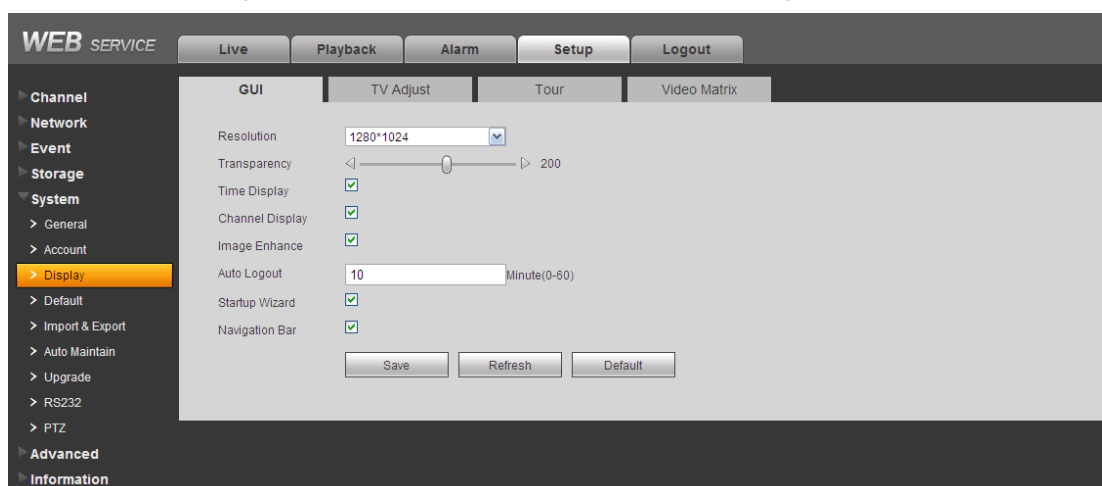 WEB SERVICE
Live Playback Alarm Setup Logout
Channel
Network
Event
Storage
System
> General
> Account
> Display
> Default
> Import & Export
> Auto Maintain
> Upgrade
> RS232
> PTZ
Advanced
Information
GUI TV Adjust Tour Video Matrix
Resolution 1280*1024
Transparency 200
Time Display
Channel Display
Image Enhance
Auto Logout 10 Minute(0-60)
Startup Wizard
Navigation Bar
Save Refresh Default